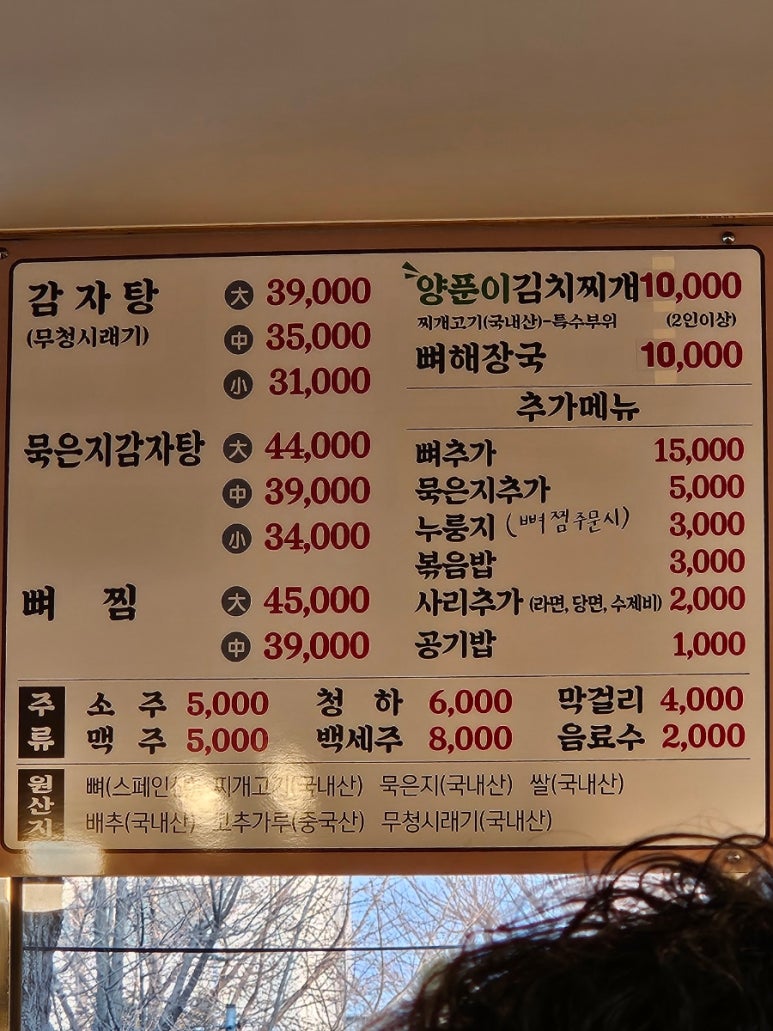 감자탕 大 39,000
(무청시래기) 中 35,000
小 31,000
묵은지감자탕 大 44,000
中 39,000
小 34,000
뼈 찜 大 45,000
中 39,000
양푼이김치찌개 10,000
찌개고기(국내산)-특수부위 (2인이상)
뼈해장국 10,000
추가메뉴
뼈추가 15,000
묵은지추가 5,000
누룽지 (뼈찜주문시) 3,000
볶음밥 3,000
사리추가 (라면, 당면, 수제비) 2,000
공기밥 1,000
주류
소 주 5,000 청 하 6,000 막걸리 4,000
맥 주 5,000 백세주 8,000 음료수 2,000
원산지
뼈(스페인산) 찌개고기(국내산) 묵은지(국내산) 쌀(국내산)
배추(국내산) 고추가루(중국산) 무청시래기(국내산)